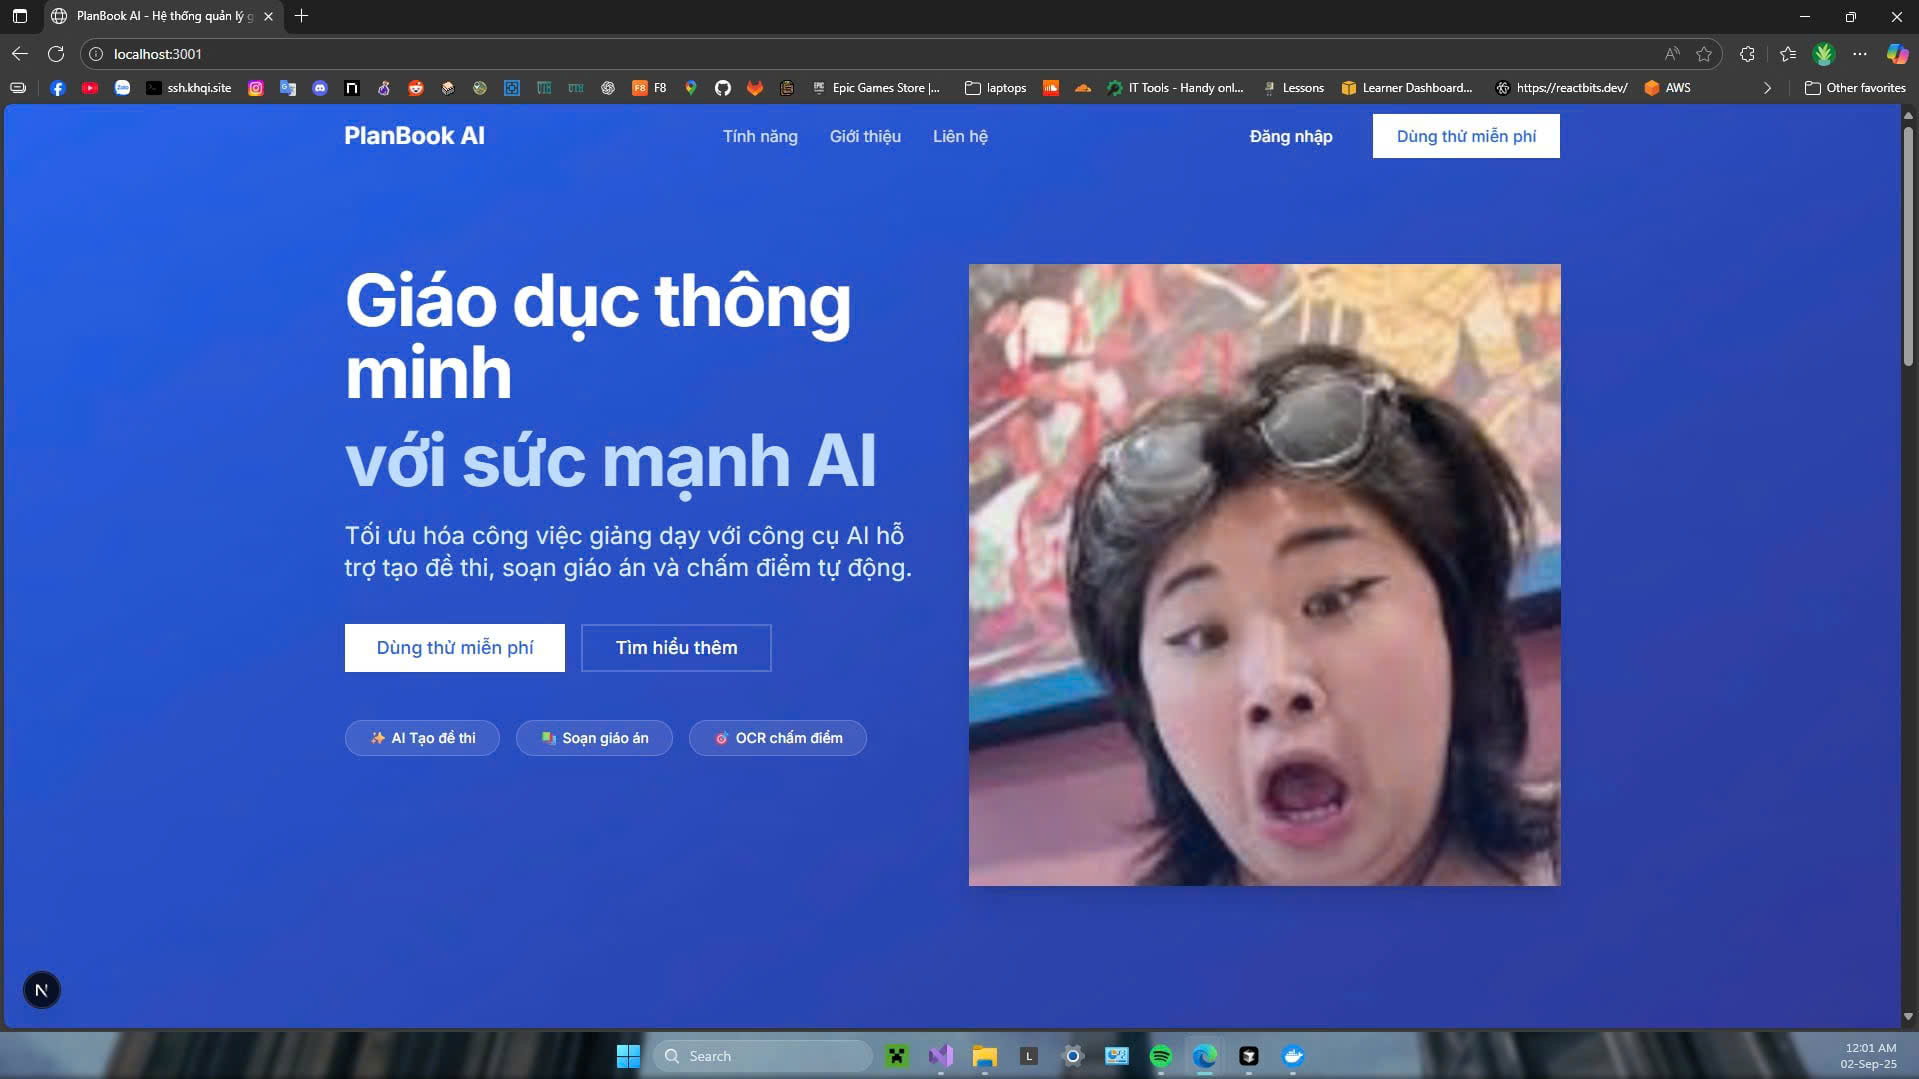 PlanBook AI - Hệ thống quản lý g
localhost:3001
ssh.khqi.site
F8
F8
Epic Games Store |...
laptops
IT Tools - Handy onl...
Lessons
Learner Dashboard...
https://reactbits.dev/
AWS
Other favorites
PlanBook AI
Tính năng
Giới thiệu
Liên hệ
Đăng nhập
Dùng thử miễn phí
Giáo dục thông
minh
với sức mạnh AI
Tối ưu hóa công việc giảng dạy với công cụ AI hỗ
trợ tạo đề thi, soạn giáo án và chấm điểm tự động.
Dùng thử miễn phí
Tìm hiểu thêm
✨ AI Tạo đề thi
📚 Soạn giáo án
🎯 OCR chấm điểm
N
Search
L
12:01 AM
02-Sep-25